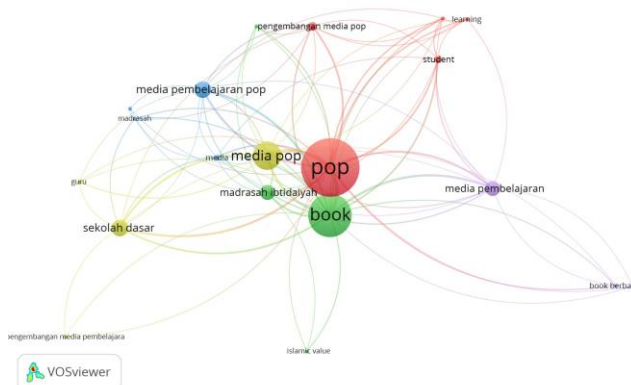 learning
pengembangan media pop
student
media pembelajaran pop
madrasah
media
media pop
pop
guru
madrasah ibtidaiyah
media pembelajaran
book
sekolah dasar
book berba
pengembangan media pembelajara
Islamic value
VOSviewer